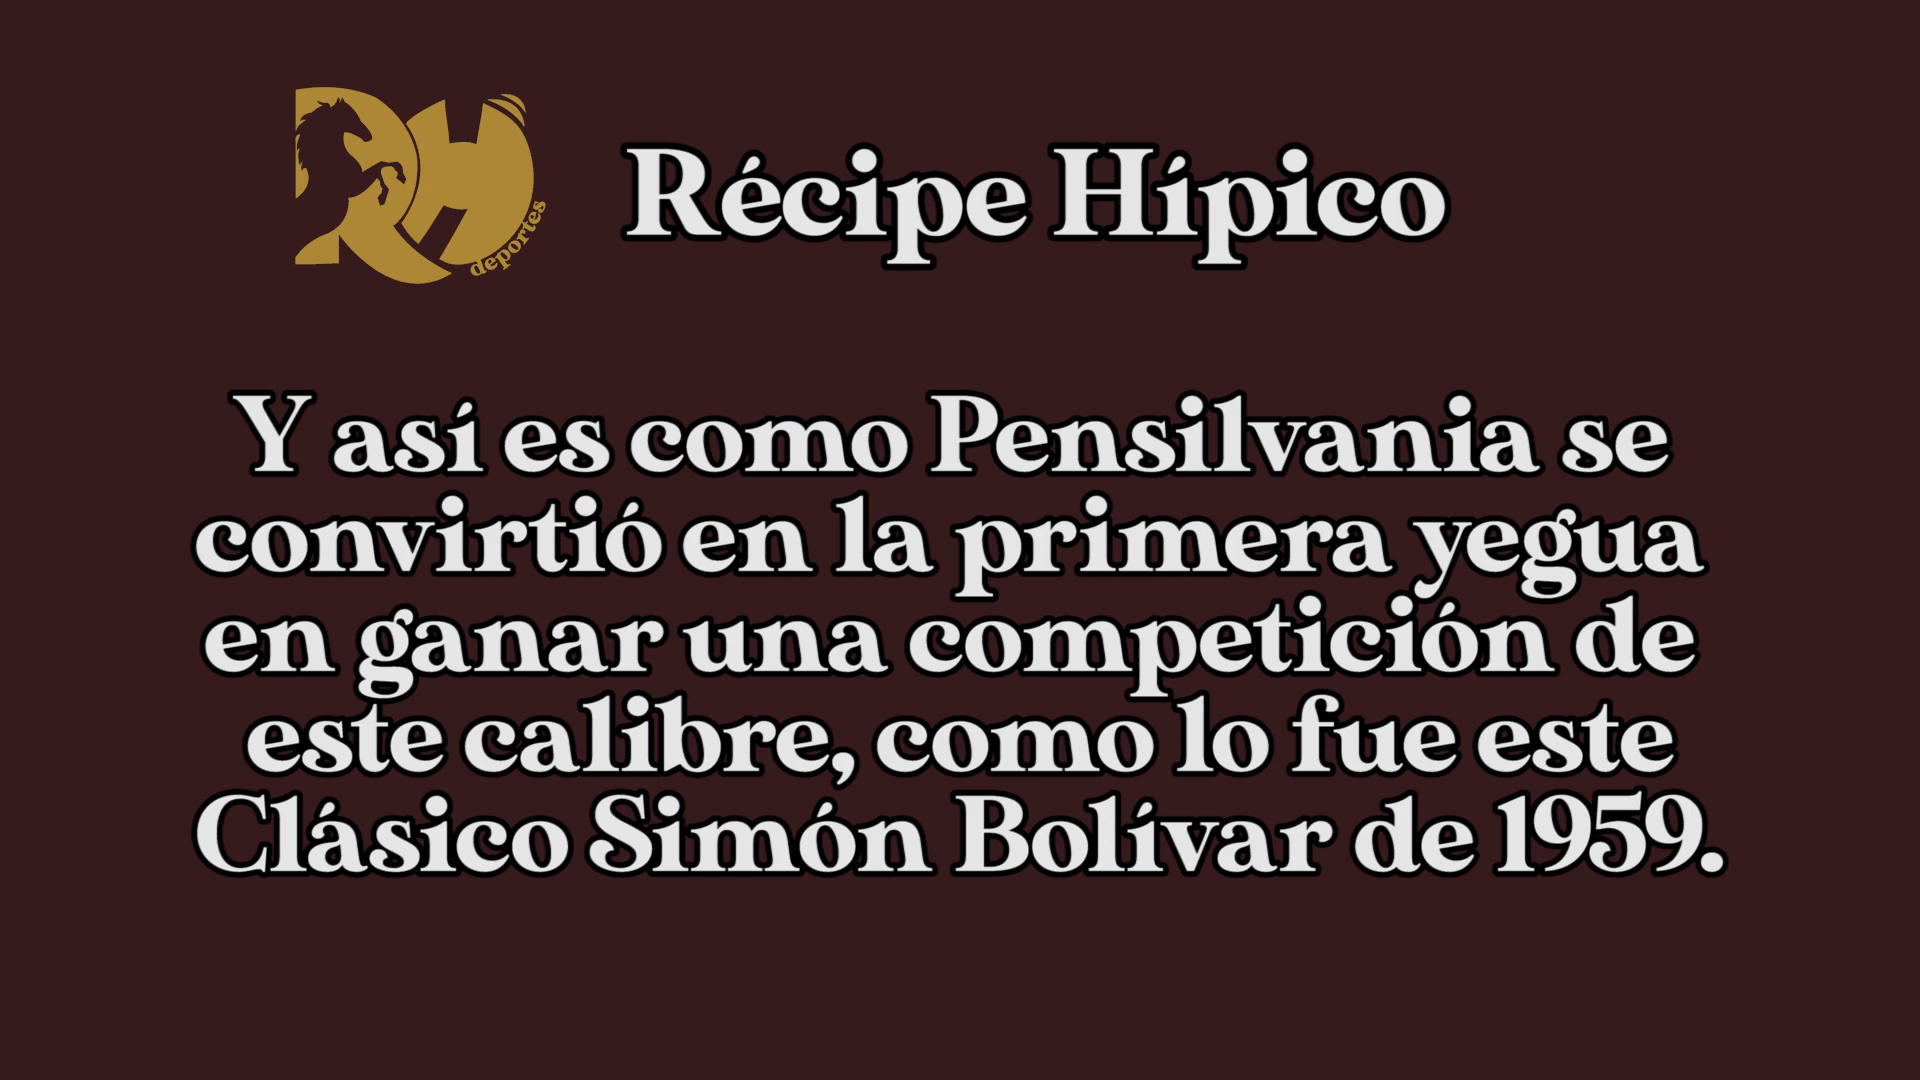 RH
deportes
Récipe Hípico
Y así es como Pensilvania se
convirtió en la primera yegua
en ganar una competición de
este calibre, como lo fue este
Clásico Simón Bolívar de 1959.